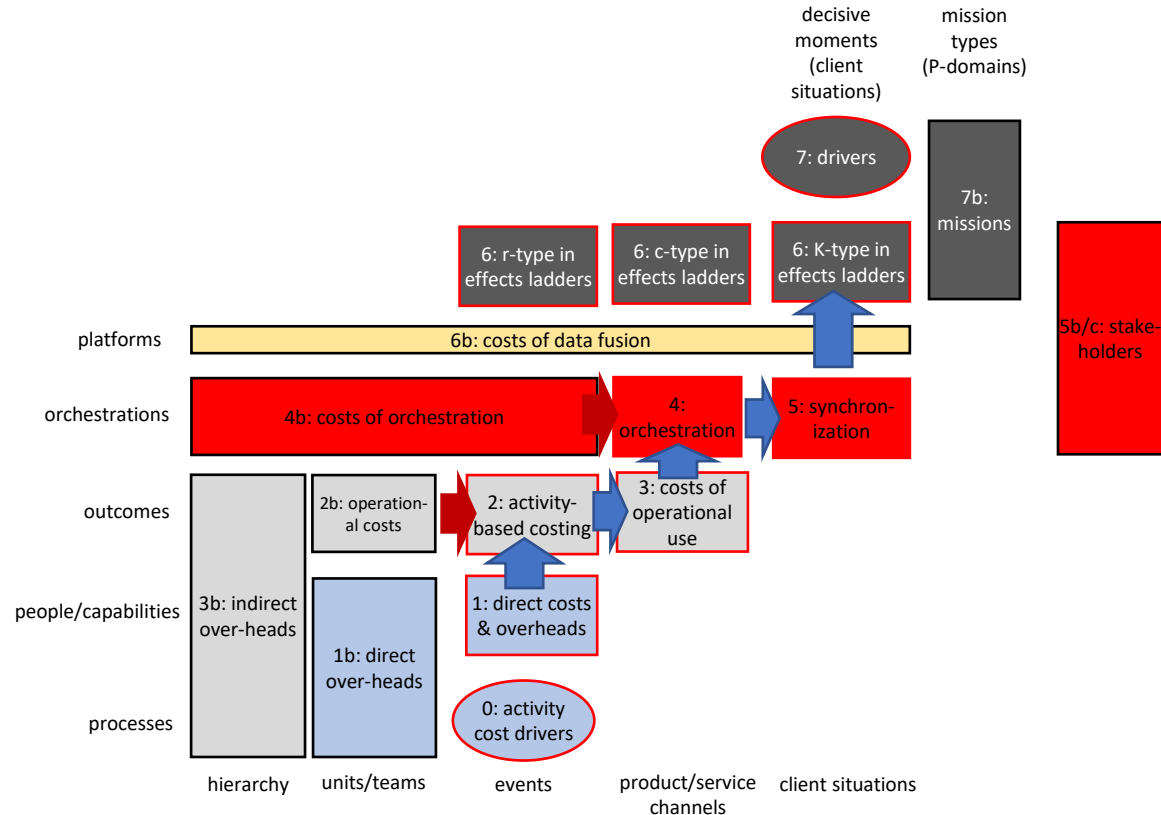 decisive
moments
(client
situations)
mission
types
(P-domains)
7: drivers
7b:
missions
6: r-type in
effects ladders
6: c-type in
effects ladders
6: K-type in
effects ladders
5b/c: stake-
holders
platforms
6b: costs of data fusion
orchestrations
4b: costs of orchestration
4:
orchestration
5: synchron-
ization
outcomes
2b: operation-
al costs
2: activity-
based costing
3: costs of
operational
use
people/capabilities
3b: indirect
over-heads
1b: direct
over-heads
1: direct costs
& overheads
processes
0: activity
cost drivers
hierarchy
units/teams
events
product/service
channels
client situations